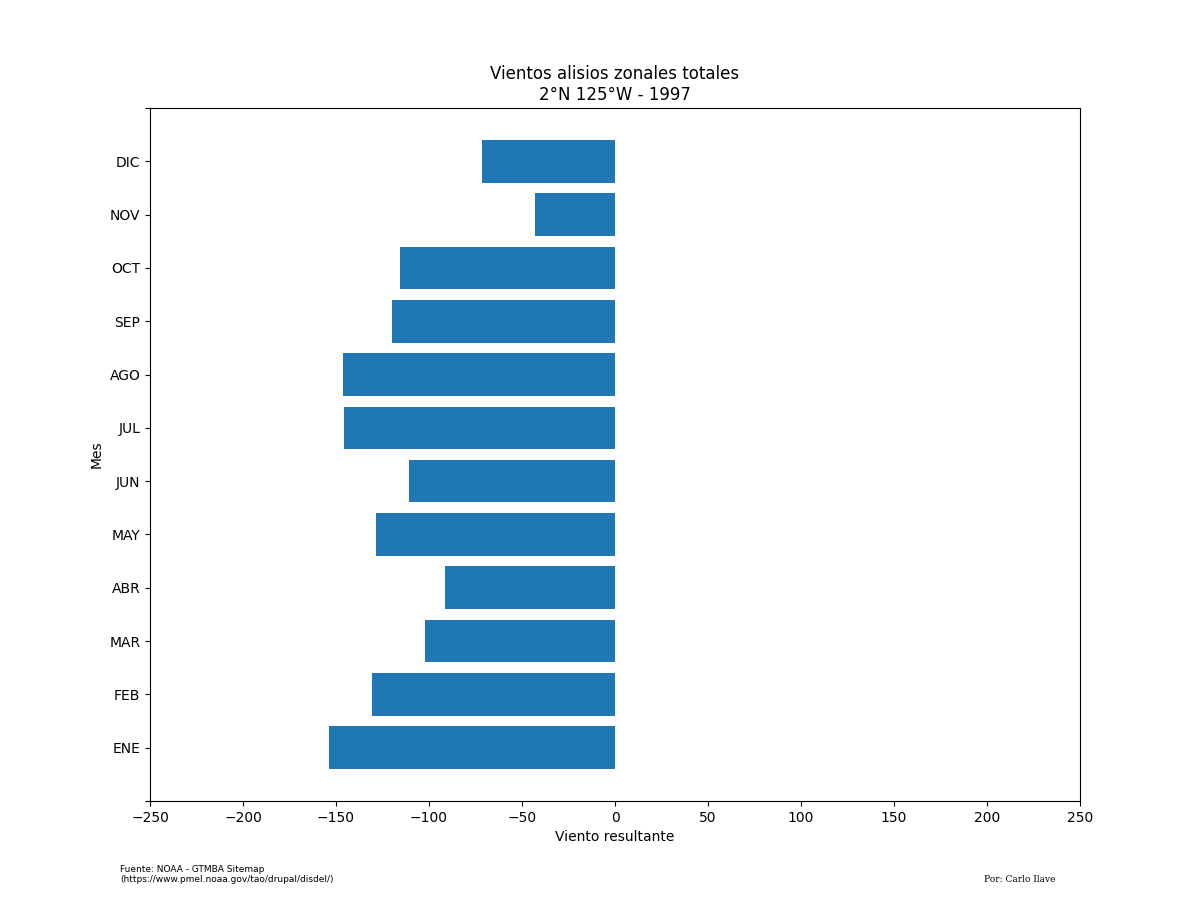 Vientos alisios zonales totales
2°N 125°W - 1997
DIC
NOV
OCT
SEP
AGO
JUL
JUN
MAY
ABR
MAR
FEB
ENE
Mes
−250 −200 −150 −100 −50 0 50 100 150 200 250
Viento resultante
Fuente: NOAA - GTMBA Sitemap
(https://www.pmel.noaa.gov/tao/drupal/disdel/)
Por: Carlo Ilave